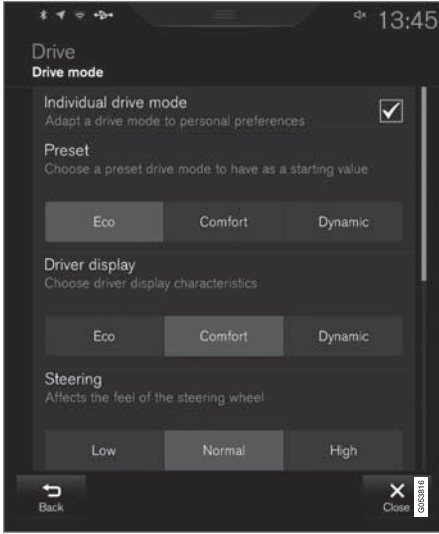 13:45
Drive
Drive mode
Individual drive mode
Adapt a drive mode to personal preferences
Preset
Choose a preset drive mode to have as a starting value
Eco Comfort Dynamic
Driver display
Choose driver display characteristics
Eco Comfort Dynamic
Steering
Affects the feel of the steering wheel
Low Normal High
Back Close
G053816